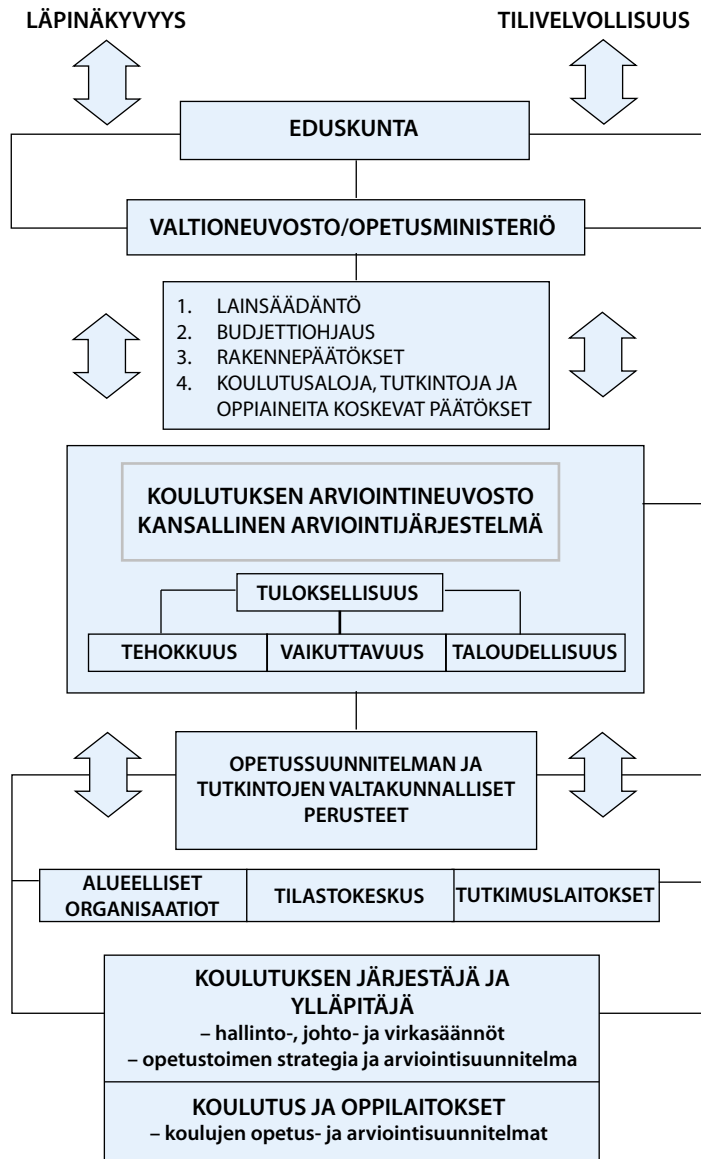 LÄPINÄKYVYYS
TILIVELVOLLISUUS
EDUSKUNTA
VALTIONEUVOSTO/OPETUSMINISTERIÖ
1. LAINSÄÄDÄNTÖ
2. BUDJETTIOHJAUS
3. RAKENNEPÄÄTÖKSET
4. KOULUTUSALOJA, TUTKINTOJA JA
OPPIAINEITA KOSKEVAT PÄÄTÖKSET
KOULUTUKSEN ARVIOINTINEUVOSTO
KANSALLINEN ARVIOINTIJÄRJESTELMÄ
TULOKSELLISUUS
TEHOKKUUS
VAIKUTTAVUUS
TALOUDELLISUUS
OPETUSSUUNNITELMAN JA
TUTKINTOJEN VALTAKUNNALLISET
PERUSTEET
ALUEELLISET
ORGANISAATIOT
TILASTOKESKUS
TUTKIMUSLAITOKSET
KOULUTUKSEN JÄRJESTÄJÄ JA
YLLÄPITÄJÄ
– hallinto-, johto- ja virkasäännöt
– opetustoimen strategia ja arviointisuunnitelma
KOULUTUS JA OPPILAITOKSET
– koulujen opetus- ja arviointisuunnitelmat